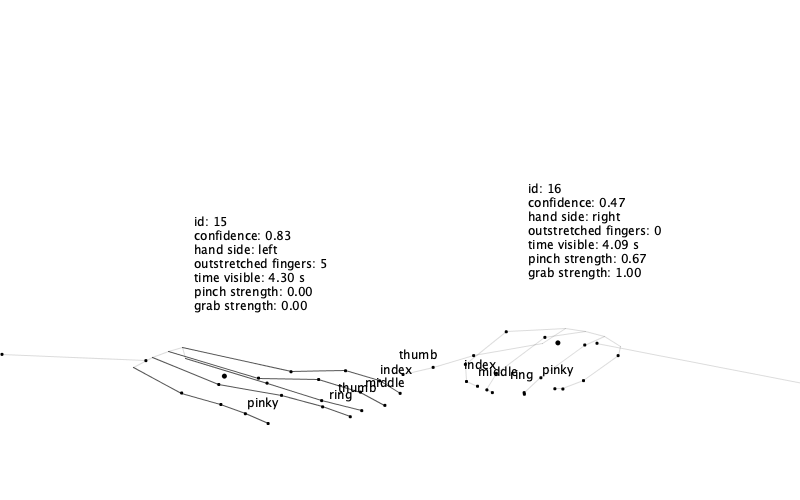 id: 15
confidence: 0.83
hand side: left
outstretched fingers: 5
time visible: 4.30 s
pinch strength: 0.00
grab strength: 0.00
id: 16
confidence: 0.47
hand side: right
outstretched fingers: 0
time visible: 4.09 s
pinch strength: 0.67
grab strength: 1.00
index
thumb
middle
ring
pinky
thumb
index
middle
ring
pinky